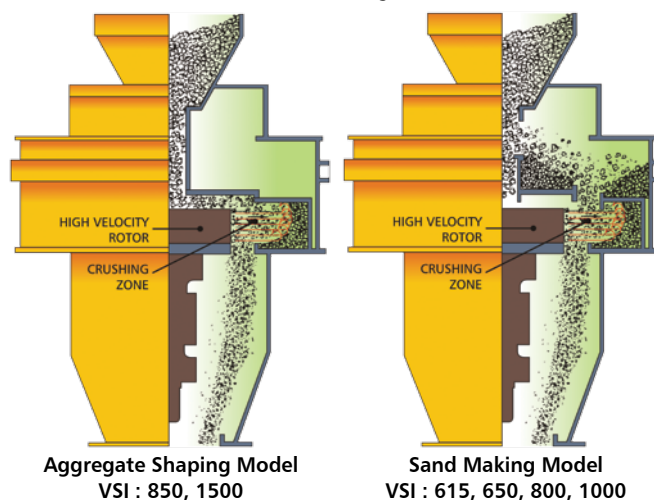 HIGH VELOCITY
ROTOR
CRUSHING
ZONE
HIGH VELOCITY
ROTOR
CRUSHING
ZONE
Aggregate Shaping Model
VSI : 850, 1500
Sand Making Model
VSI : 615, 650, 800, 1000